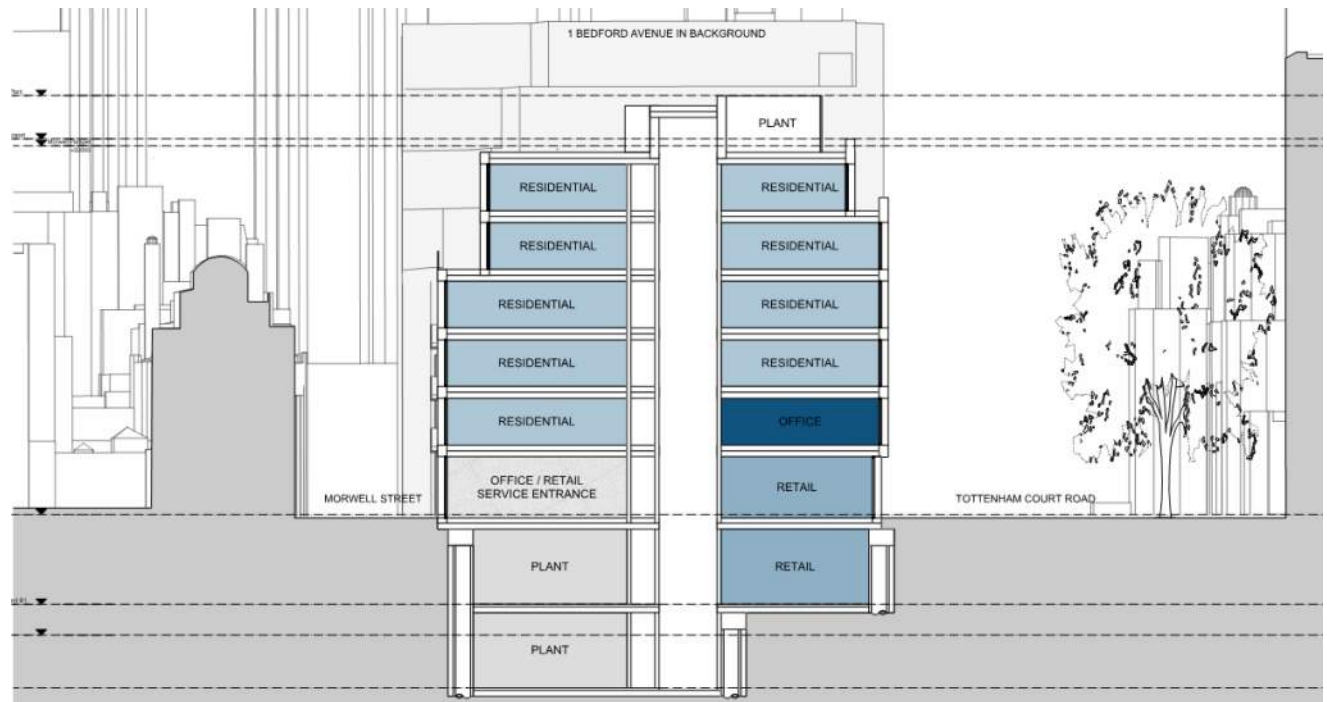 1 BEDFORD AVENUE IN BACKGROUND
PLANT
RESIDENTIAL
RESIDENTIAL
RESIDENTIAL
RESIDENTIAL
RESIDENTIAL
RESIDENTIAL
RESIDENTIAL
RESIDENTIAL
RESIDENTIAL
OFFICE
OFFICE / RETAIL
SERVICE ENTRANCE
RETAIL
MORWELL STREET
TOTTENHAM COURT ROAD
PLANT
RETAIL
PLANT